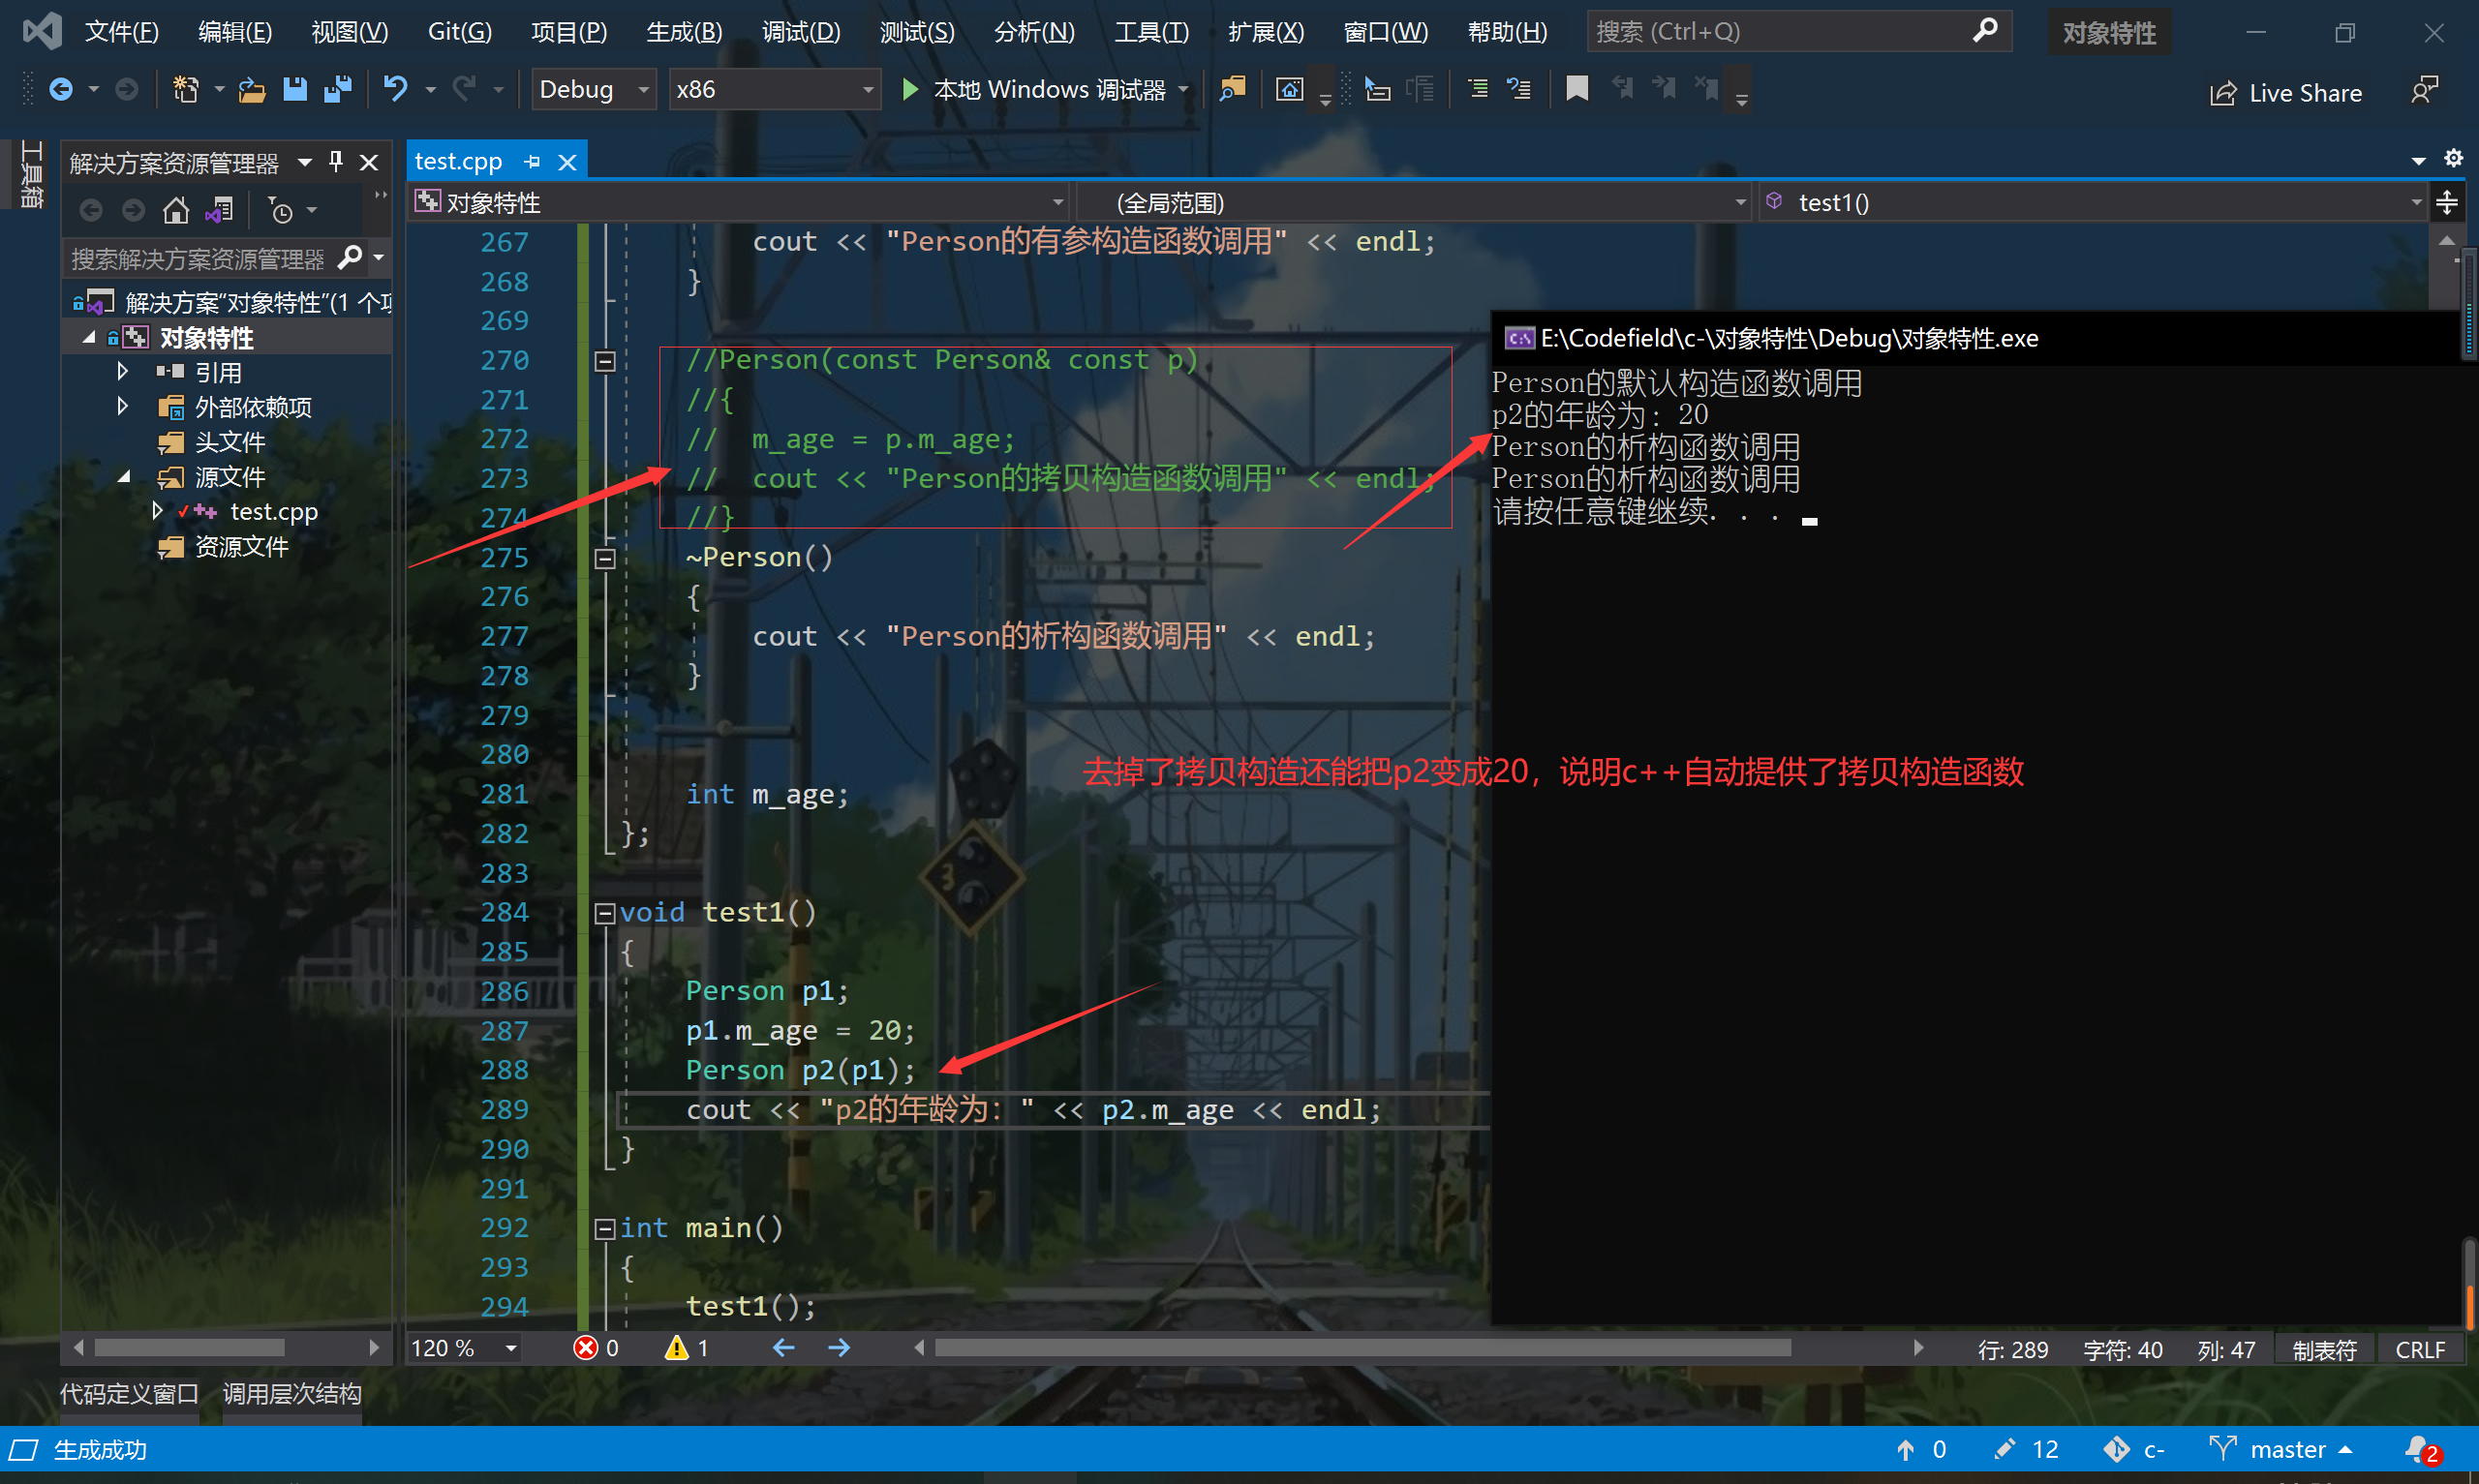 文件(F) 编辑(E) 视图(V) Git(G) 项目(P) 生成(B) 调试(D) 测试(S) 分析(N) 工具(T) 扩展(X) 窗口(W) 帮助(H) 搜索 (Ctrl+Q) 对象特性
Debug x86 本地 Windows 调试器 Live Share
工具箱
解决方案资源管理器
搜索解决方案资源管理器
解决方案"对象特性"(1 个项
对象特性
引用
外部依赖项
头文件
源文件
test.cpp
资源文件
test.cpp
对象特性 (全局范围) test1()
267 cout << "Person的有参构造函数调用" << endl;
268 }
269
270 //Person(const Person& const p)
271 //{
272 // m_age = p.m_age;
273 // cout << "Person的拷贝构造函数调用" << endl;
274 //}
275 ~Person()
276 {
277 cout << "Person的析构函数调用" << endl;
278 }
279
280
281 int m_age;
282 };
283
284 void test1()
285 {
286 Person p1;
287 p1.m_age = 20;
288 Person p2(p1);
289 cout << "p2的年龄为：" << p2.m_age << endl;
290 }
291
292 int main()
293 {
294 test1();
E:\Codefield\c-\对象特性\Debug\对象特性.exe
Person的默认构造函数调用
p2的年龄为：20
Person的析构函数调用
Person的析构函数调用
请按任意键继续. . .
去掉了拷贝构造还能把p2变成20，说明c++自动提供了拷贝构造函数
120 % 0 1 行: 289 字符: 40 列: 47 制表符 CRLF
代码定义窗口 调用层次结构
生成成功 0 12 c- master 2